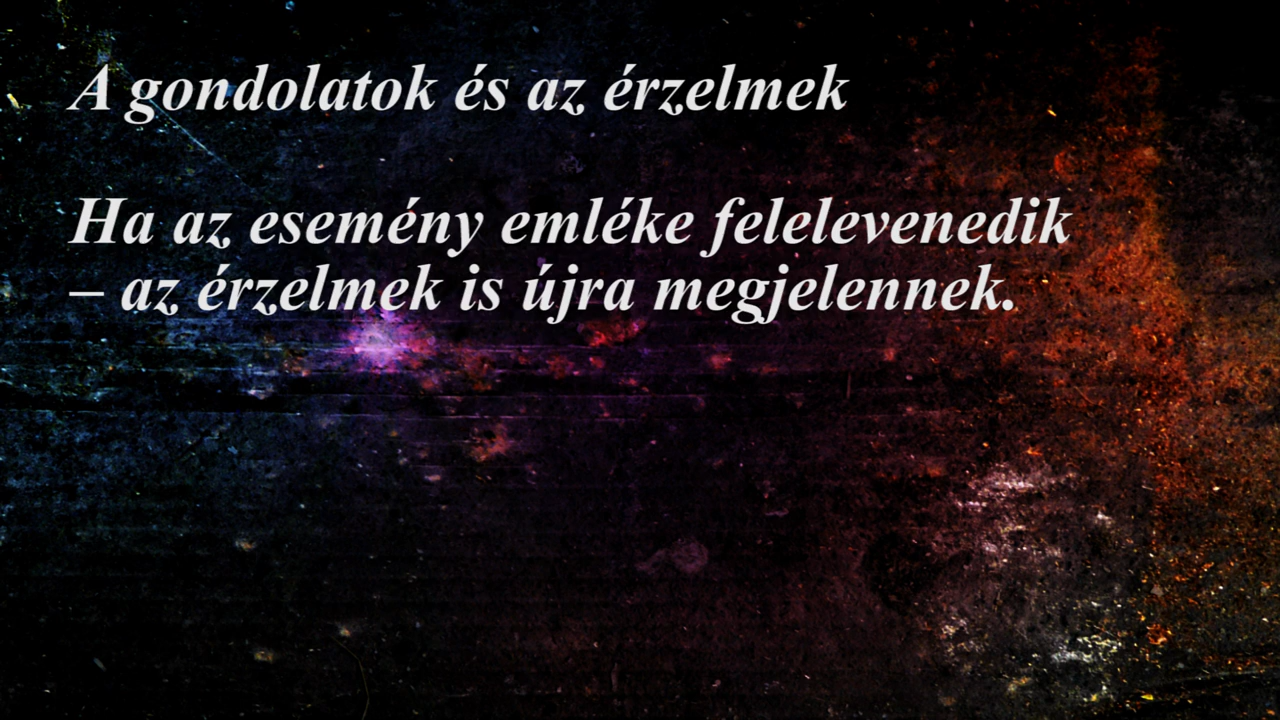 A gondolatok és az érzelmek
Ha az esemény emléke felelevenedik
– az érzelmek is újra megjelennek.